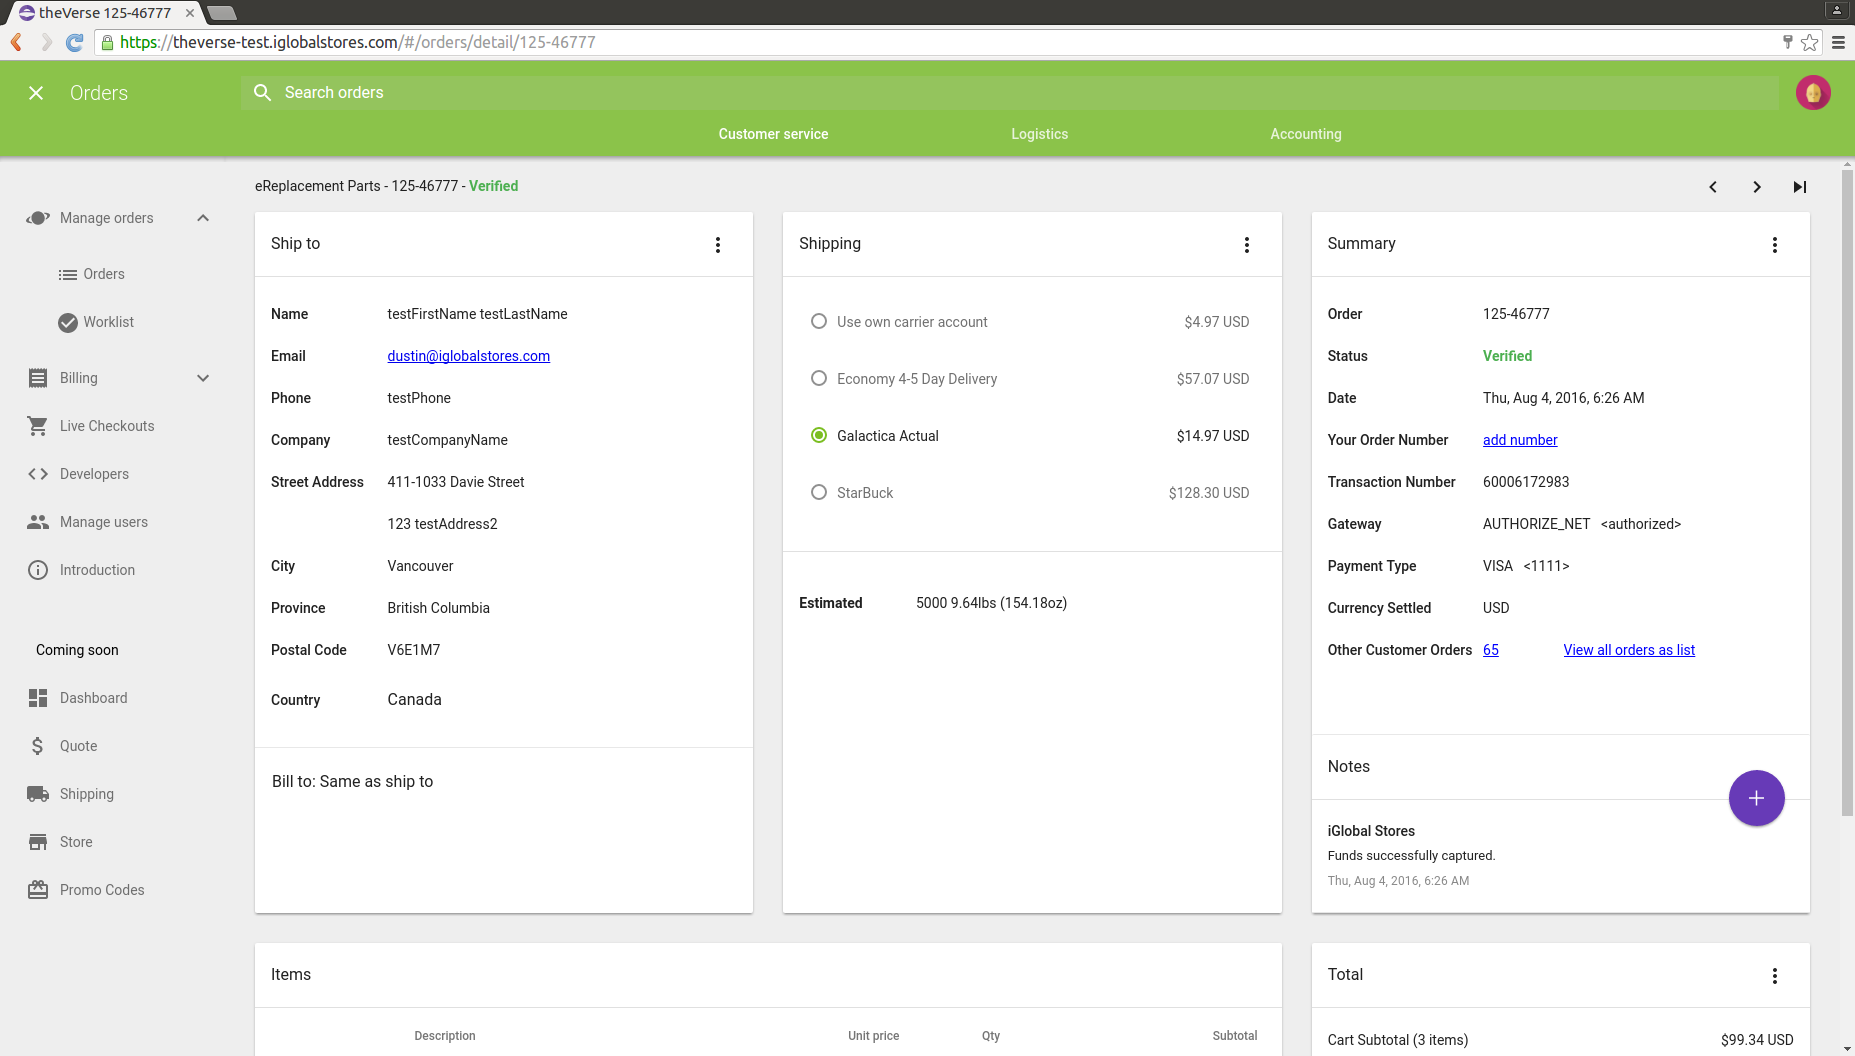 theVerse 125-46777
https://theverse-test.iglobalstores.com/#/orders/detail/125-46777
Orders
Search orders
Customer service
Logistics
Accounting
eReplacement Parts - 125-46777 - Verified
Manage orders
Orders
Worklist
Billing
Live Checkouts
Developers
Manage users
Introduction
Coming soon
Dashboard
Quote
Shipping
Store
Promo Codes
Ship to
Name testFirstName testLastName
Email dustin@iglobalstores.com
Phone testPhone
Company testCompanyName
Street Address 411-1033 Davie Street
123 testAddress2
City Vancouver
Province British Columbia
Postal Code V6E1M7
Country Canada
Bill to: Same as ship to
Shipping
Use own carrier account $4.97 USD
Economy 4-5 Day Delivery $57.07 USD
Galactica Actual $14.97 USD
StarBuck $128.30 USD
Estimated 5000 9.64lbs (154.18oz)
Summary
Order 125-46777
Status Verified
Date Thu, Aug 4, 2016, 6:26 AM
Your Order Number add number
Transaction Number 60006172983
Gateway AUTHORIZE_NET <authorized>
Payment Type VISA <1111>
Currency Settled USD
Other Customer Orders 65 View all orders as list
Notes
iGlobal Stores
Funds successfully captured.
Thu, Aug 4, 2016, 6:26 AM
Items
Description Unit price Qty Subtotal
Total
Cart Subtotal (3 items) $99.34 USD